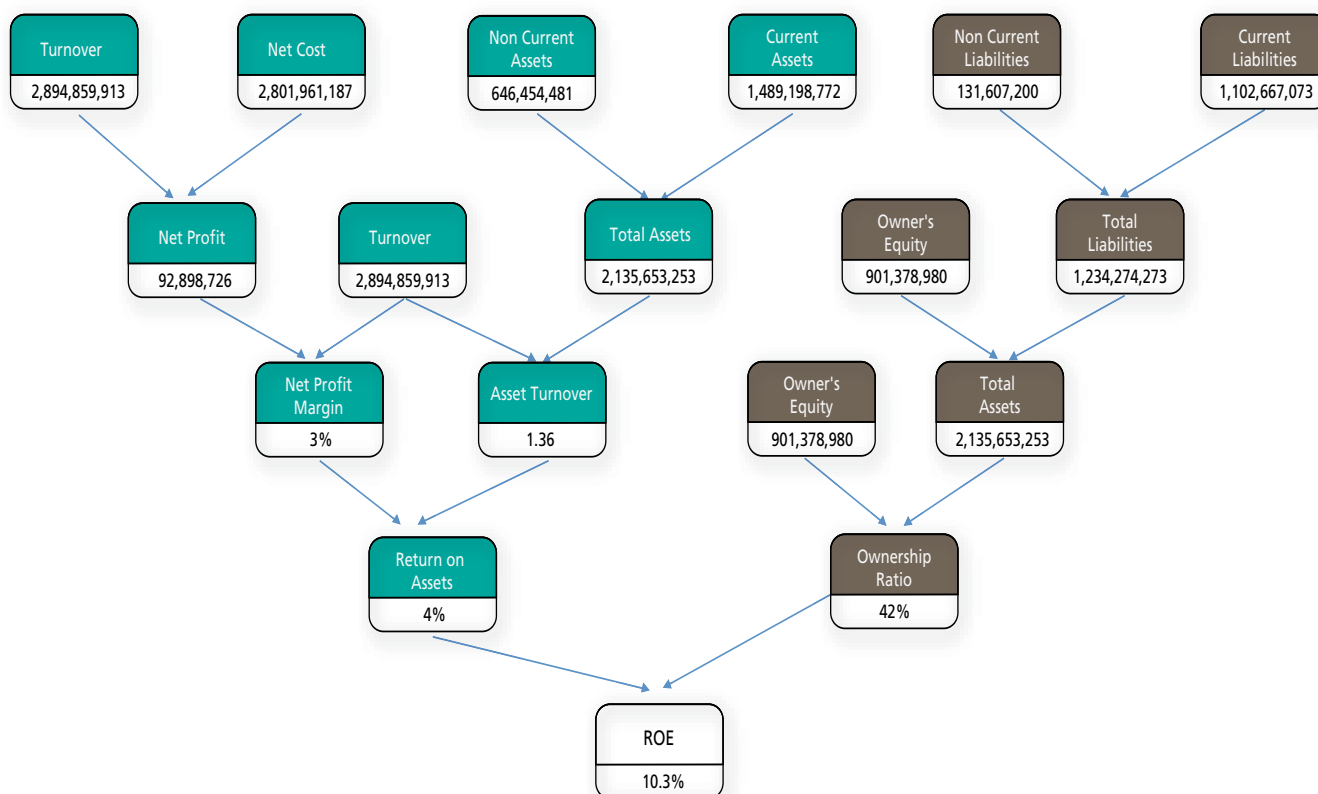 Turnover
2,894,859,913
Net Cost
2,801,961,187
Non Current
Assets
646,454,481
Current
Assets
1,489,198,772
Non Current
Liabilities
131,607,200
Current
Liabilities
1,102,667,073
Net Profit
92,898,726
Turnover
2,894,859,913
Total Assets
2,135,653,253
Owner's
Equity
901,378,980
Total
Liabilities
1,234,274,273
Net Profit
Margin
3%
Asset Turnover
1.36
Owner's
Equity
901,378,980
Total
Assets
2,135,653,253
Return on
Assets
4%
Ownership
Ratio
42%
ROE
10.3%